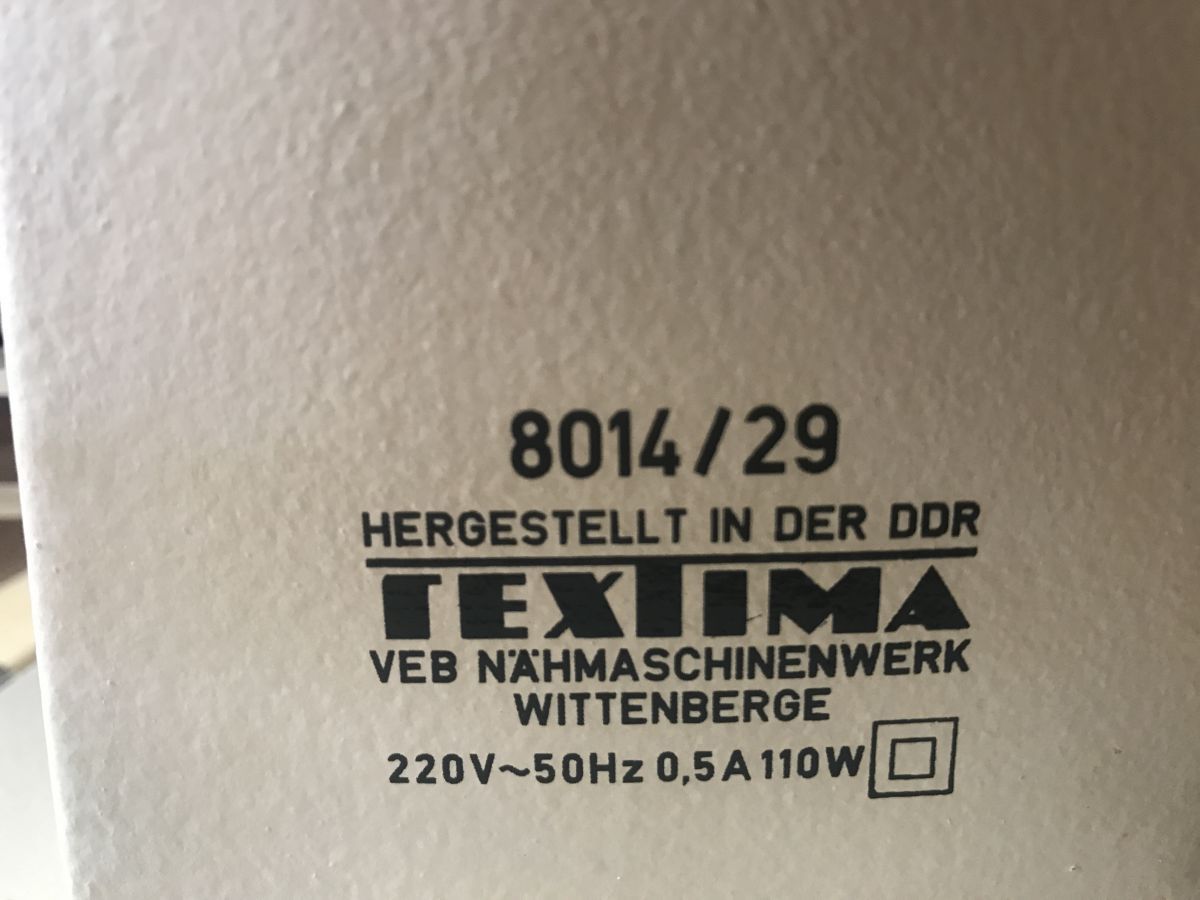 8014/29
HERGESTELLT IN DER DDR
TEXTIMA
VEB NÄHMASCHINENWERK
WITTENBERGE
220V~50Hz 0,5A 110W